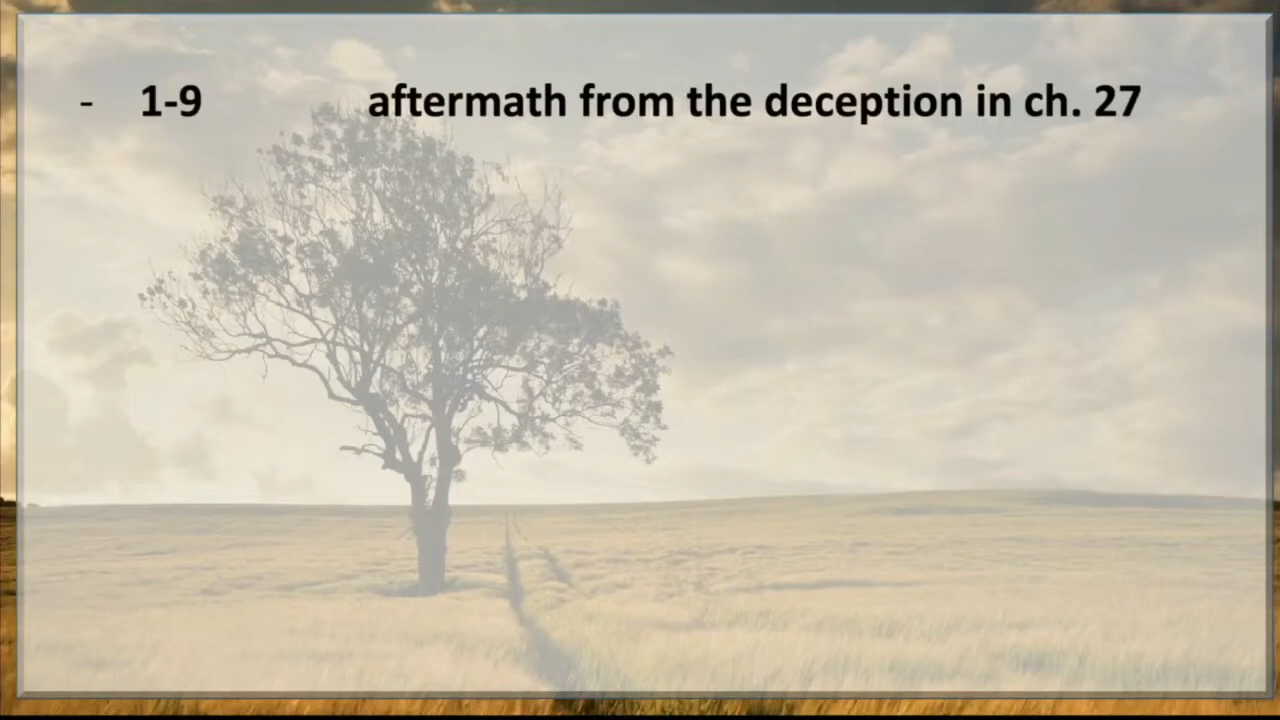 - 1-9 aftermath from the deception in ch. 27